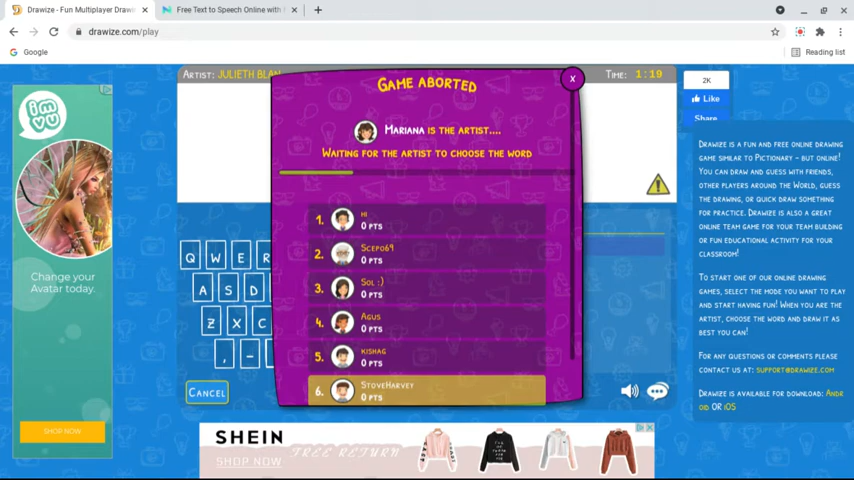 Drawize - Fun Multiplayer Drawi
Free Text to Speech Online with
drawize.com/play
Google
Reading list
ARTIST: JULIETH BLAN
TIME: 1:19
GAME ABORTED
X
MARIANA IS THE ARTIST....
WAITING FOR THE ARTIST TO CHOOSE THE WORD
1. HI
0 PTS
2. SCEPO69
0 PTS
3. SOL :)
0 PTS
4. AGUS
0 PTS
5. KISHAG
0 PTS
6. STOVEHARVEY
0 PTS
Q W E R
A S D
Z X C
, -
CANCEL
imvu
Change your
Avatar today.
SHOP NOW
2K
Like
Share
DRAWIZE IS A FUN AND FREE ONLINE DRAWING
GAME SIMILAR TO PICTIONARY - BUT ONLINE!
YOU CAN DRAW AND GUESS WITH FRIENDS,
OTHER PLAYERS AROUND THE WORLD, GUESS
THE DRAWING, OR QUICK DRAW SOMETHING
FOR PRACTICE. DRAWIZE IS ALSO A GREAT
ONLINE TEAM GAME FOR YOUR TEAM BUILDING
OR FUN EDUCATIONAL ACTIVITY FOR YOUR
CLASSROOM!
TO START ONE OF OUR ONLINE DRAWING
GAMES, SELECT THE MODE YOU WANT TO PLAY
AND START HAVING FUN! WHEN YOU ARE THE
ARTIST, CHOOSE THE WORD AND DRAW IT AS
BEST YOU CAN!
FOR ANY QUESTIONS OR COMMENTS PLEASE
CONTACT US AT: SUPPORT@DRAWIZE.COM
DRAWIZE IS AVAILABLE FOR DOWNLOAD: ANDR
OID OR IOS
SHEIN
SHOP NOW
FREE RETURN